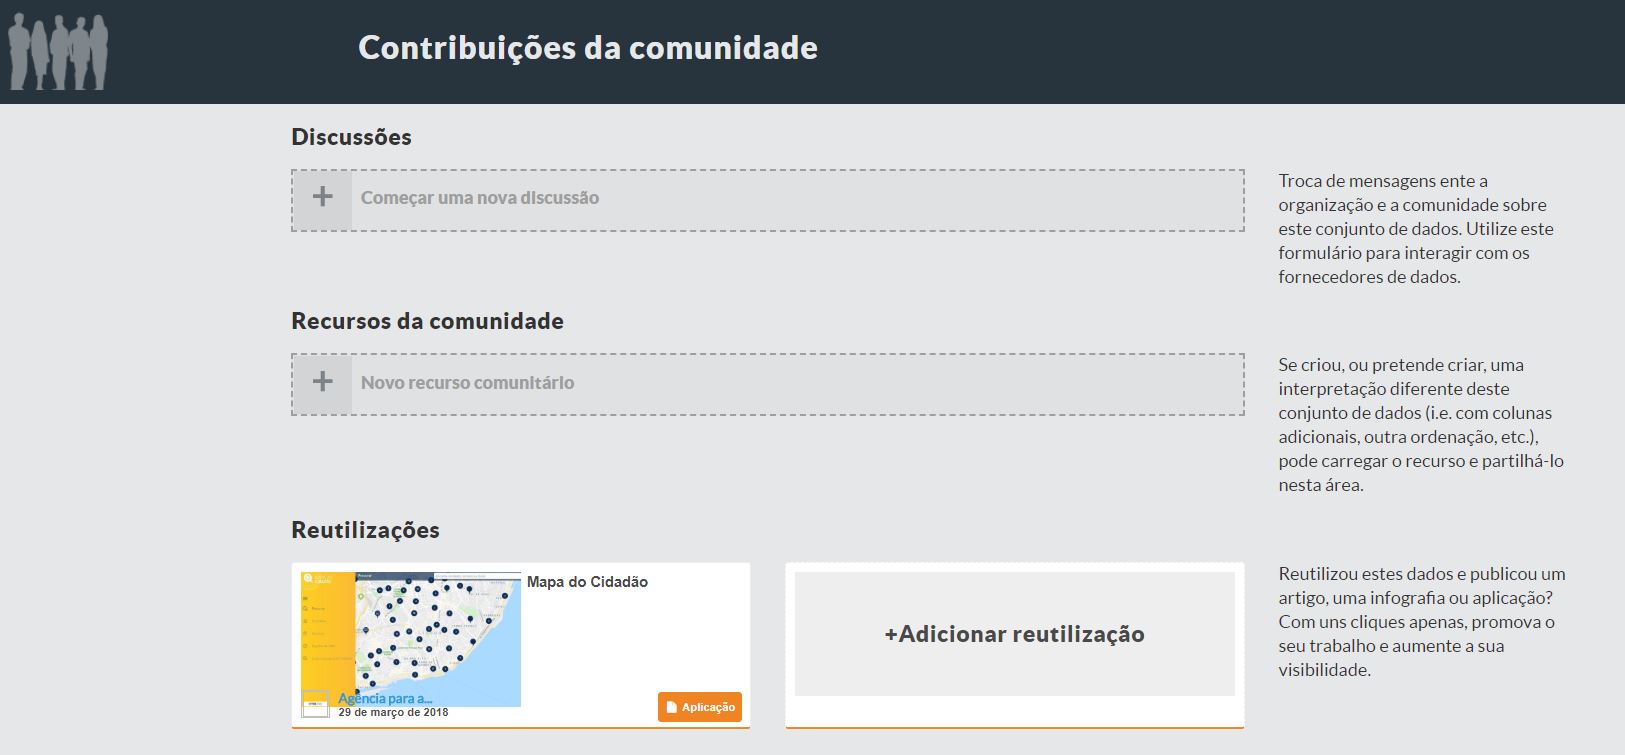 Contribuições da comunidade
Discussões
Começar uma nova discussão
Troca de mensagens ente a
organização e a comunidade sobre
este conjunto de dados. Utilize este
formulário para interagir com os
fornecedores de dados.
Recursos da comunidade
Novo recurso comunitário
Se criou, ou pretende criar, uma
interpretação diferente deste
conjunto de dados (i.e. com colunas
adicionais, outra ordenação, etc.),
pode carregar o recurso e partilhá-lo
nesta área.
Reutilizações
Mapa do Cidadão
Agência para a...
29 de março de 2018
Aplicação
+Adicionar reutilização
Reutilizou estes dados e publicou um
artigo, uma infografia ou aplicação?
Com uns cliques apenas, promova o
seu trabalho e aumente a sua
visibilidade.